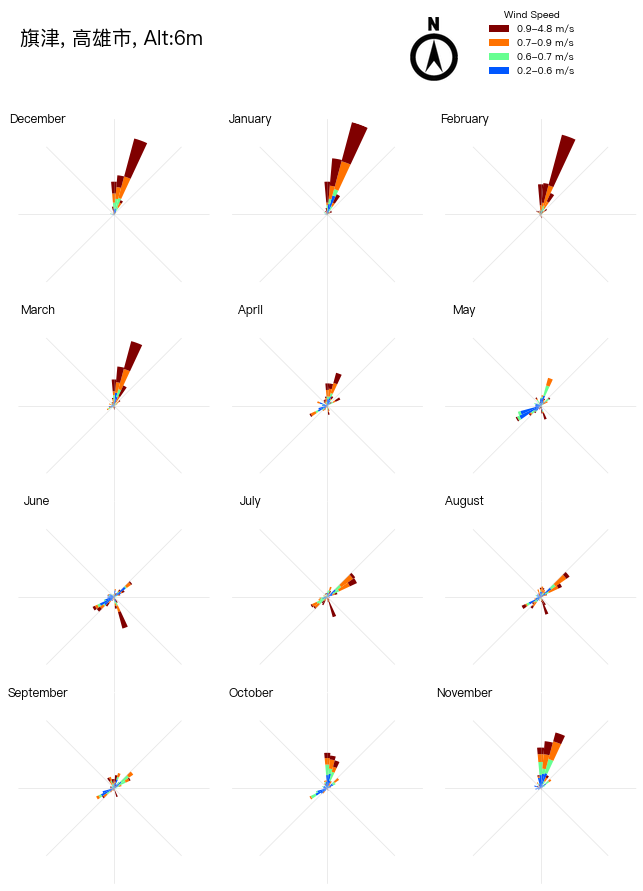 旗津, 高雄市, Alt:6m
N
Wind Speed
0.9–4.8 m/s
0.7–0.9 m/s
0.6–0.7 m/s
0.2–0.6 m/s
December
January
February
March
April
May
June
July
August
September
October
November